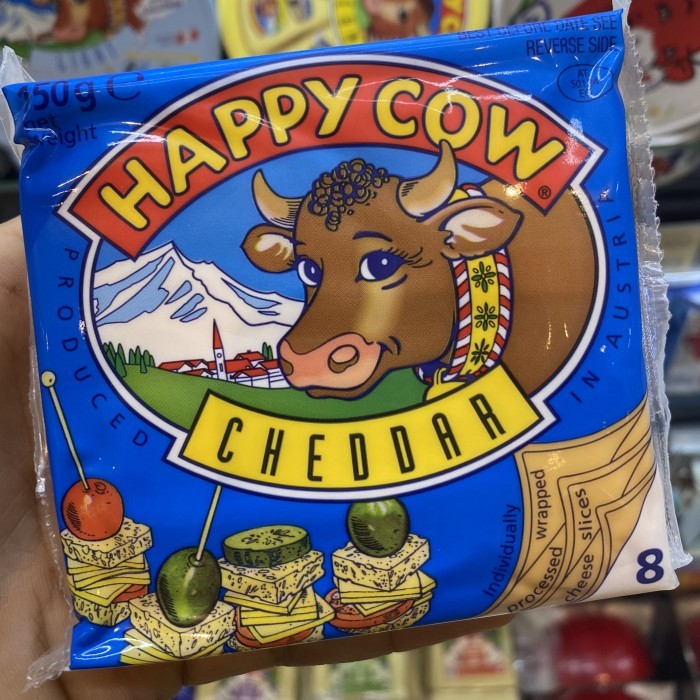 BEST BEFORE DATE SEE
REVERSE SIDE
150 g e
net
weight
HAPPY COW
®
PRODUCED
IN AUSTRIA
CHEDDAR
Individually
wrapped
processed
cheese slices
8